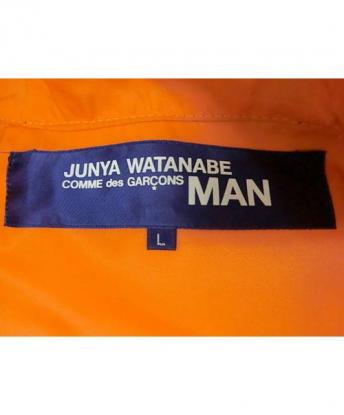 JUNYA WATANABE
COMME des GARÇONS MAN
*
L